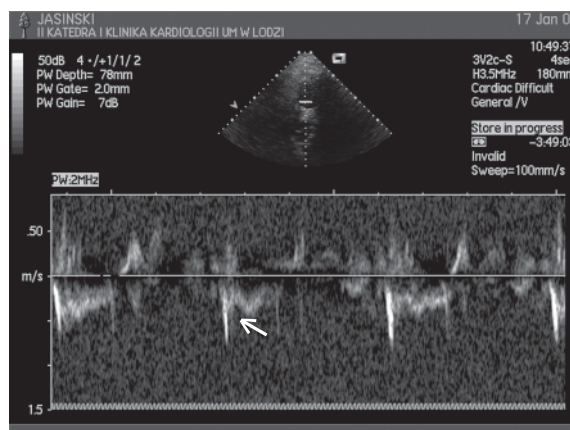 JASINSKI
II KATEDRA I KLINIKA KARDIOLOGII UM W LODZI
17 Jan 0
10:49:3
50dB 4 ·/+1/1/ 2
PW Depth= 78mm
PW Gate= 2.0mm
PW Gain= 7dB
3V2c-S 4se
H3.5MHz 180m
Cardiac Difficult
General /V
Store in progress
-3:49:0
Invalid
Sweep=100mm/s
PW:2MHz
.50
m/s
1.5